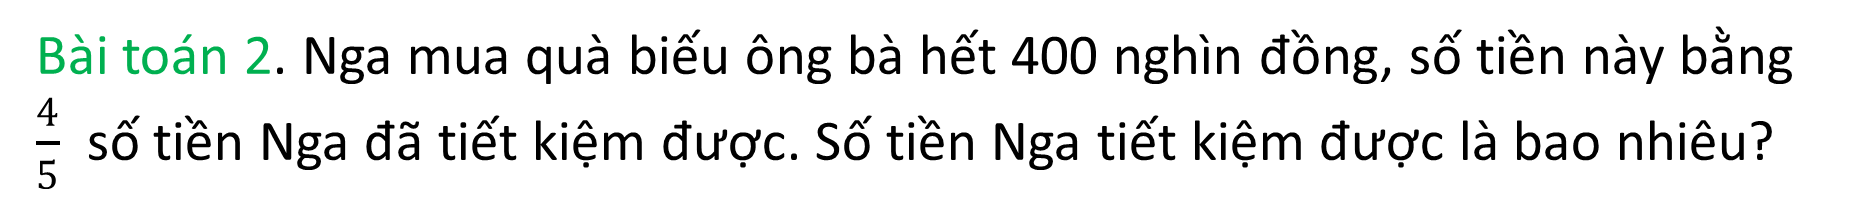 Bài toán 2. Nga mua quà biếu ông bà hết 400 nghìn đồng, số tiền này bằng
4/5 số tiền Nga đã tiết kiệm được. Số tiền Nga tiết kiệm được là bao nhiêu?